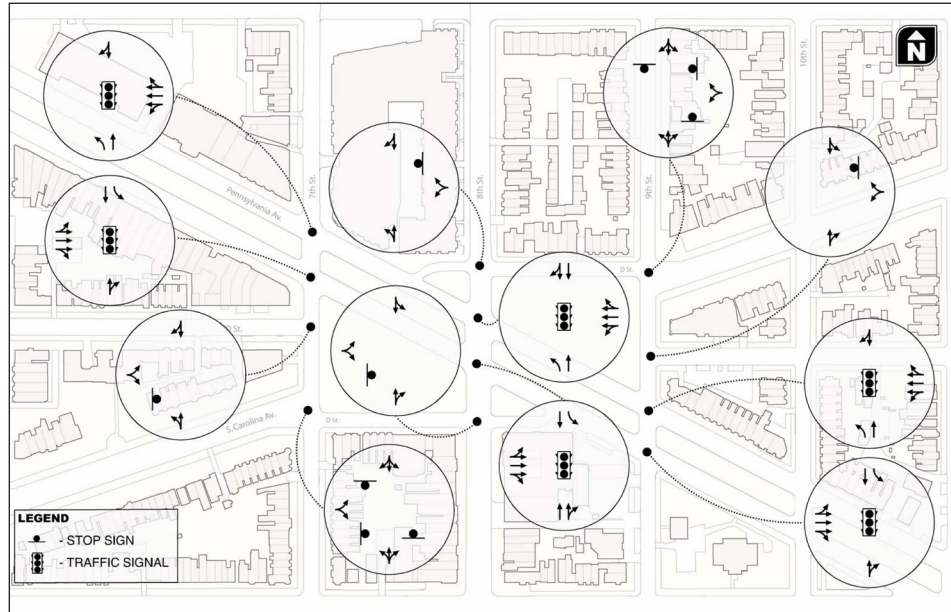 N
10th St.
7th St.
8th St.
9th St.
Pennsylvania Av.
D St.
D St.
S. Carolina Av.
D St.
LEGEND
- STOP SIGN
- TRAFFIC SIGNAL